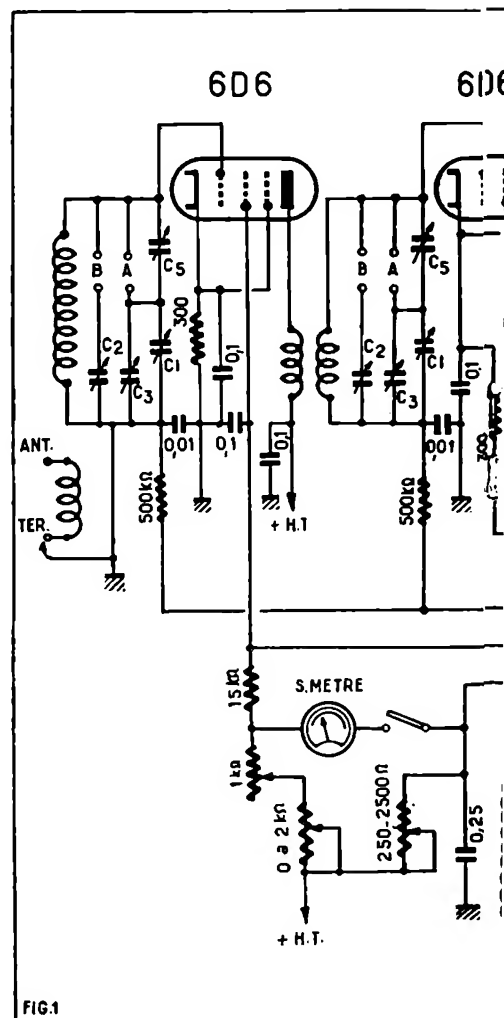 6D6
6D6
C5
B
A
C2
C3
C1
300
0,1
0,01
0,1
0,1
ANT.
TER.
500kΩ
+ H.T
C5
B
A
C2
C3
C1
0,1
0,01
300
500kΩ
15kΩ
S.METRE
1kΩ
0 à 2kΩ
250-2500Ω
0,25
+ H.T.
FIG.1